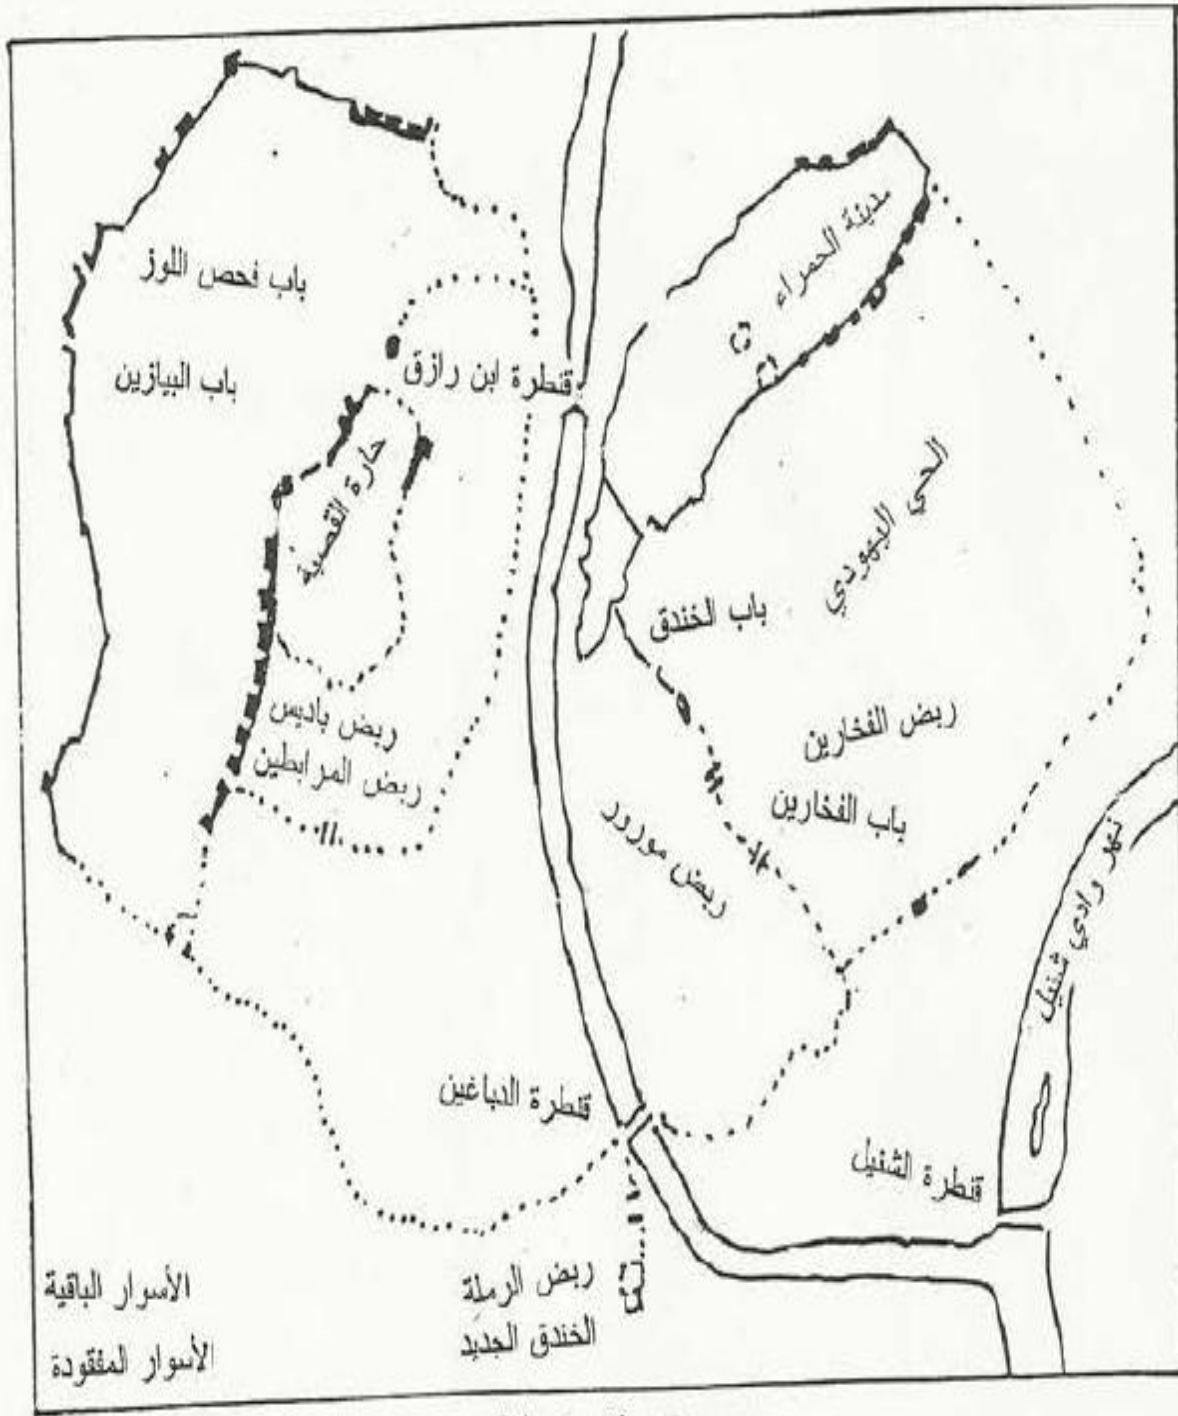 مدينة الحمراء
باب فحص اللوز
قنطرة ابن رازق
باب البيازين
حارة القصبة
الحي اليهودي
باب الخندق
ربض باديس
ربض المرابطين
ربض الفخارين
باب الفخارين
ربض مورور
نهر وادي شنيل
قنطرة الدباغين
قنطرة الشنيل
ربض الرملة
الخندق الجديد
الأسوار الباقية
الأسوار المفقودة